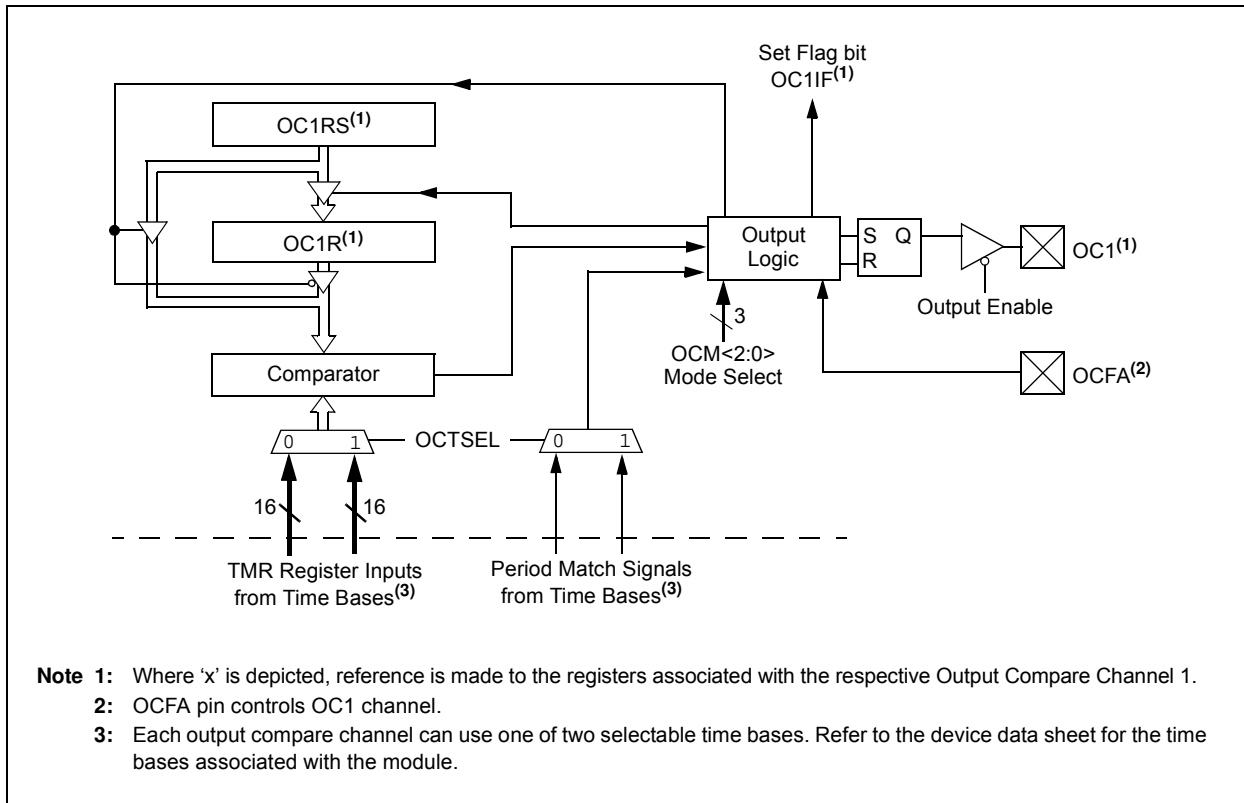 Set Flag bit
OC1IF(1)
OC1RS(1)
OC1R(1)
Output
Logic
S Q
R
OC1(1)
Output Enable
3
OCM<2:0>
Mode Select
OCFA(2)
Comparator
0 1
OCTSEL
0 1
16
16
TMR Register Inputs
from Time Bases(3)
Period Match Signals
from Time Bases(3)
Note 1: Where ‘x’ is depicted, reference is made to the registers associated with the respective Output Compare Channel 1.
2: OCFA pin controls OC1 channel.
3: Each output compare channel can use one of two selectable time bases. Refer to the device data sheet for the time
bases associated with the module.